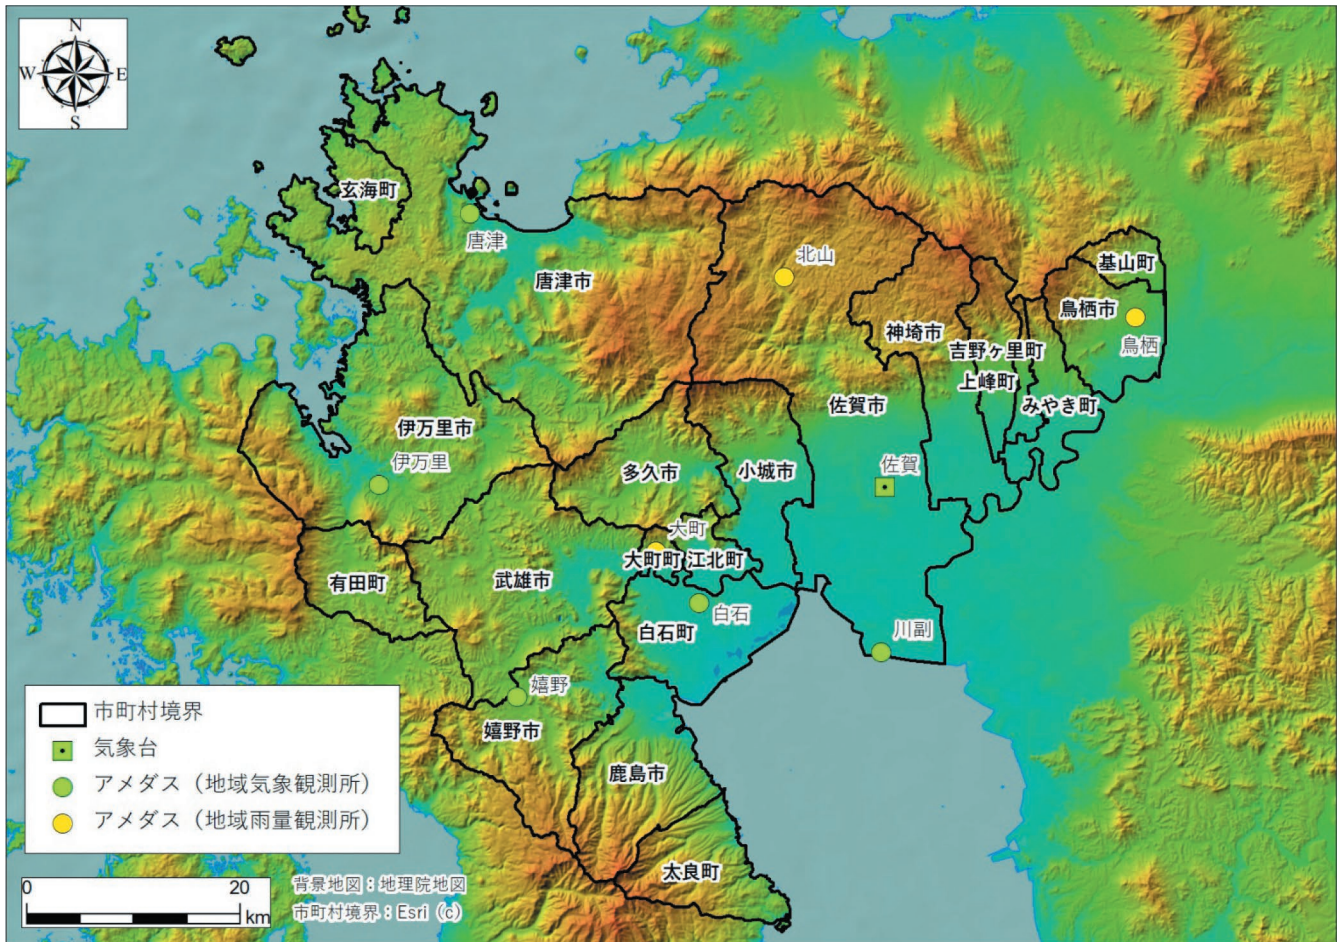 N
W E
S
玄海町
唐津
北山
基山町
唐津市
鳥栖市
神埼市
鳥栖
吉野ヶ里町
上峰町
みやき町
佐賀市
伊万里市
伊万里
多久市
小城市
佐賀
大町
大町町
江北町
有田町
武雄市
白石
白石町
川副
嬉野
嬉野市
鹿島市
太良町
市町村境界
気象台
アメダス（地域気象観測所）
アメダス（地域雨量観測所）
0 20
km
背景地図：地理院地図
市町村境界：Esri（c）